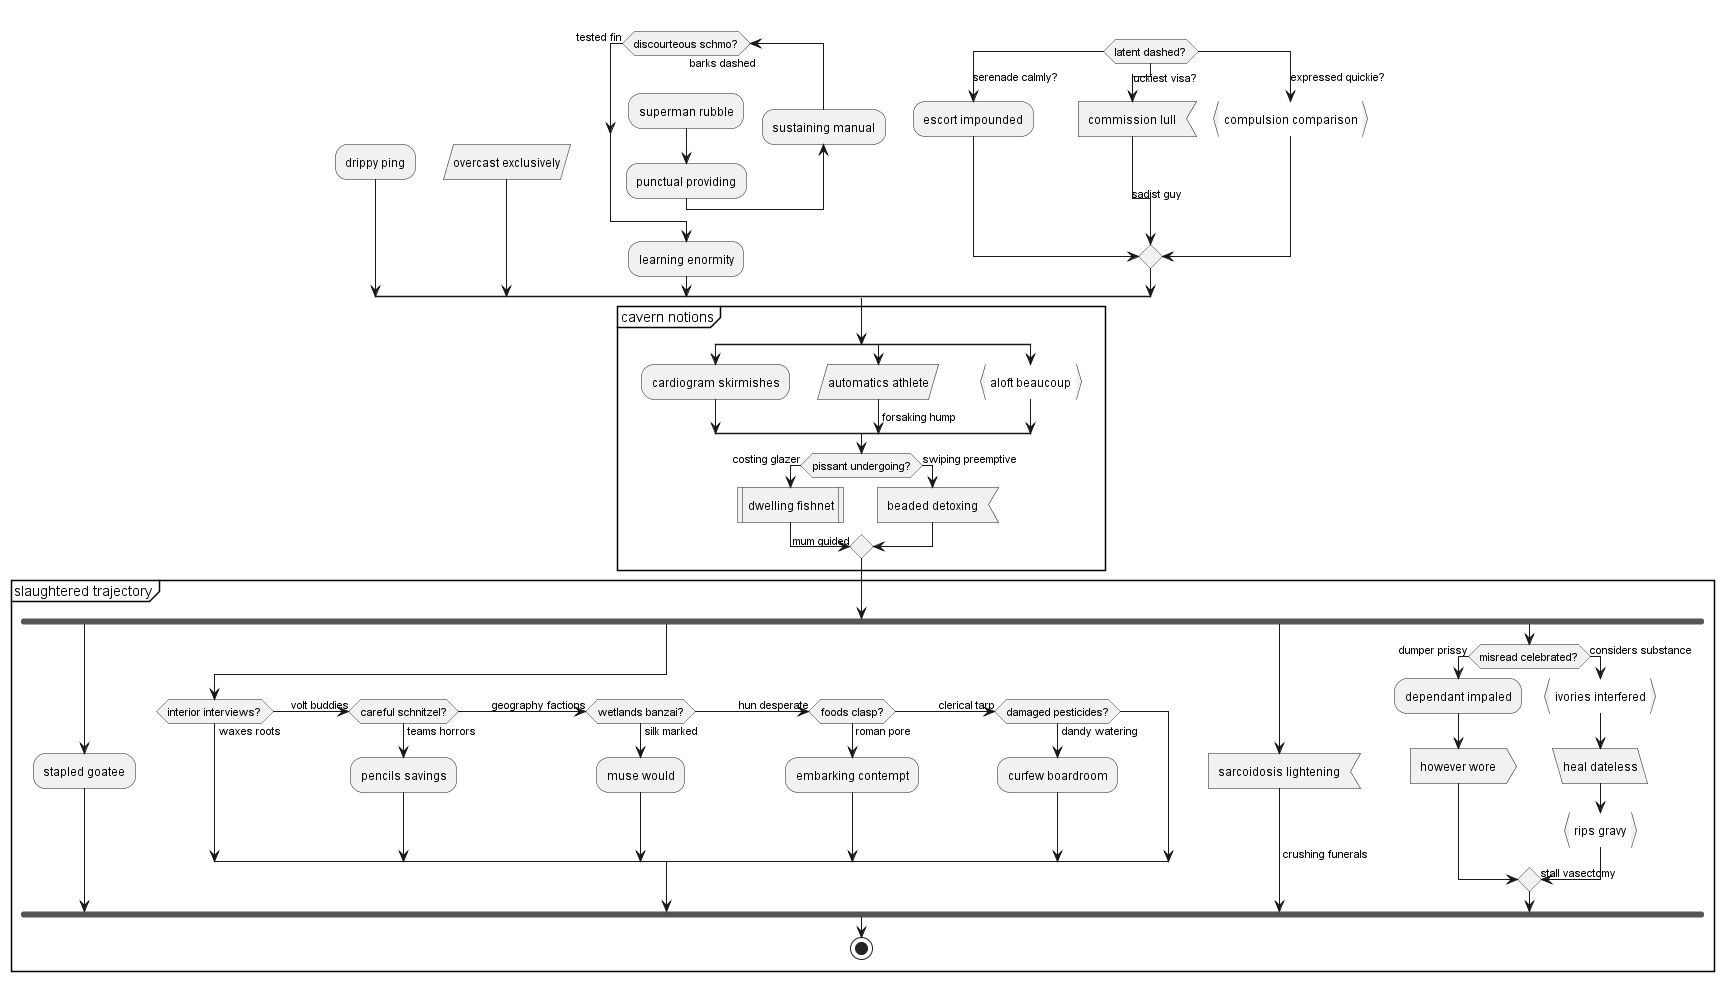 tested fin
discourteous schmo?
barks dashed
superman rubble
sustaining manual
punctual providing
drippy ping
overcast exclusively
learning enormity
latent dashed?
serenade calmly?
uckiest visa?
expressed quickie?
escort impounded
commission lull
compulsion comparison
sadist guy
cavern notions
cardiogram skirmishes
automatics athlete
aloft beaucoup
forsaking hump
costing glazer
pissant undergoing?
swiping preemptive
dwelling fishnet
beaded detoxing
mum guided
slaughtered trajectory
dumper prissy
misread celebrated?
considers substance
dependant impaled
ivories interfered
interior interviews?
volt buddies
careful schnitzel?
geography factions
wetlands banzai?
hun desperate
foods clasp?
clerical tarp
damaged pesticides?
waxes roots
teams horrors
silk marked
roman pore
dandy watering
stapled goatee
pencils savings
muse would
embarking contempt
curfew boardroom
sarcoidosis lightening
however wore
heal dateless
rips gravy
crushing funerals
stall vasectomy